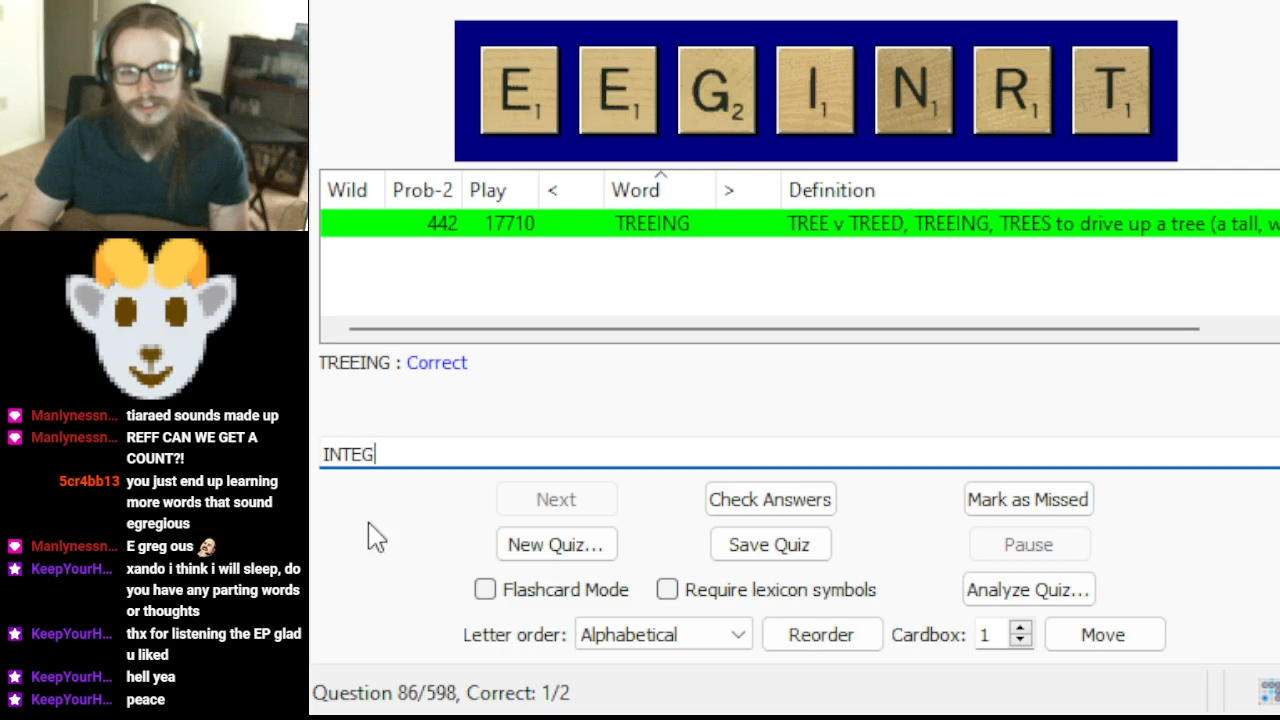 E1 E1 G2 I1 N1 R1 T1
Wild Prob-2 Play < Word > Definition
442 17710 TREEING TREE v TREED, TREEING, TREES to drive up a tree (a tall, w
TREEING : Correct
INTEG
Next Check Answers Mark as Missed
New Quiz... Save Quiz Pause
Flashcard Mode Require lexicon symbols Analyze Quiz...
Letter order: Alphabetical Reorder Cardbox: 1 Move
Question 86/598, Correct: 1/2
Manlynessn... tiaraed sounds made up
Manlynessn... REFF CAN WE GET A
COUNT?!
5cr4bb13 you just end up learning
more words that sound
egregious
Manlynessn... E greg ous
KeepYourH... xando i think i will sleep, do
you have any parting words
or thoughts
KeepYourH... thx for listening the EP glad
u liked
KeepYourH... hell yea
KeepYourH... peace